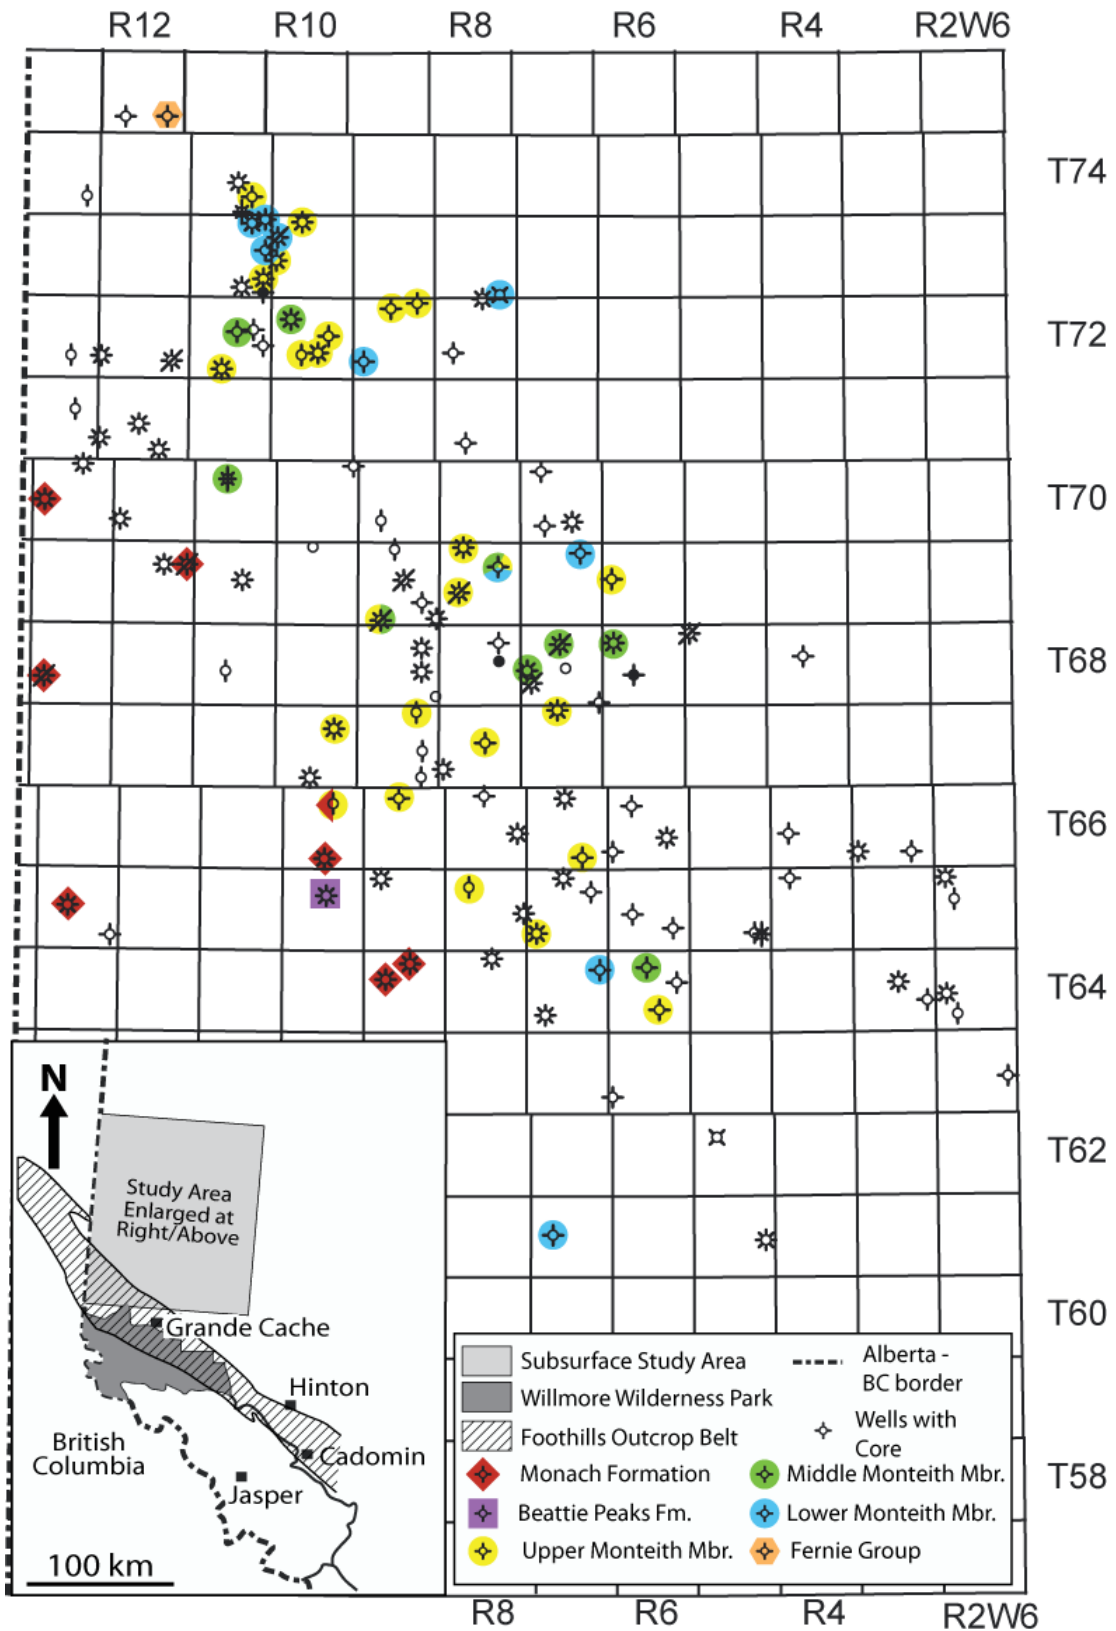 R12 R10 R8 R6 R4 R2W6
T74
T72
T70
T68
T66
T64
T62
T60
T58
N
Study Area
Enlarged at
Right/Above
Grande Cache
Hinton
British
Columbia
Cadomin
Jasper
100 km
Subsurface Study Area
Willmore Wilderness Park
Foothills Outcrop Belt
Monach Formation
Beattie Peaks Fm.
Upper Monteith Mbr.
Alberta -
BC border
Wells with
Core
Middle Monteith Mbr.
Lower Monteith Mbr.
Fernie Group
R8 R6 R4 R2W6